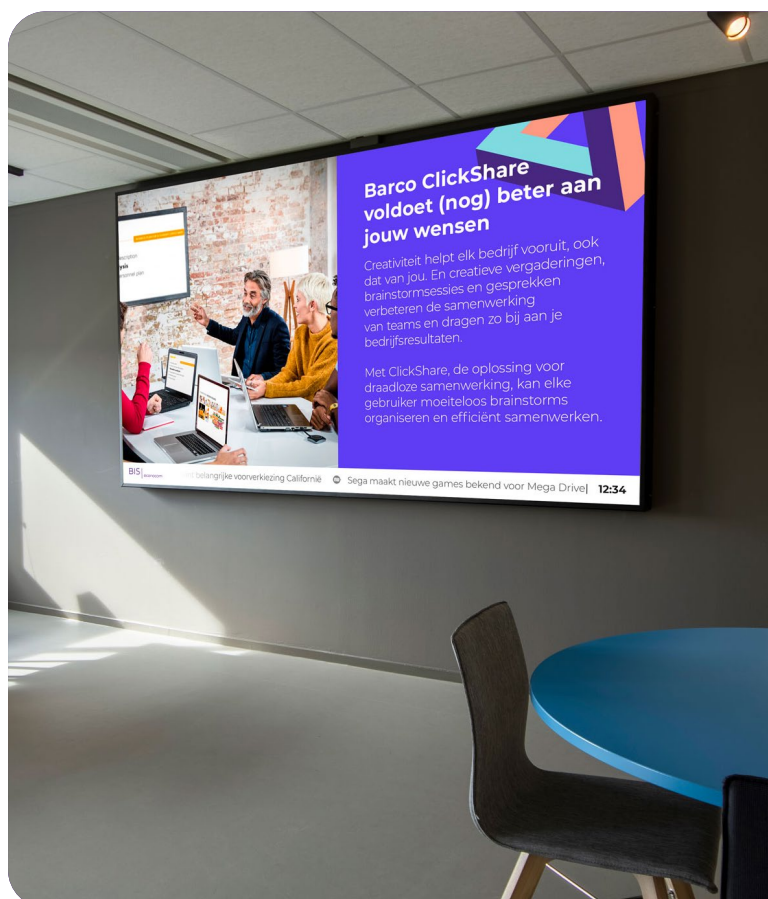 Barco ClickShare
voldoet (nog) beter aan
jouw wensen
Creativiteit helpt elk bedrijf vooruit, ook
dat van jou. En creatieve vergaderingen,
brainstormsessies en gesprekken
verbeteren de samenwerking
van teams en dragen zo bij aan je
bedrijfsresultaten.
Met ClickShare, de oplossing voor
draadloze samenwerking, kan elke
gebruiker moeiteloos brainstorms
organiseren en efficiënt samenwerken.
BIS|
belangrijke voorverkiezing Californië
Sega maakt nieuwe games bekend voor Mega Drive|
12:34